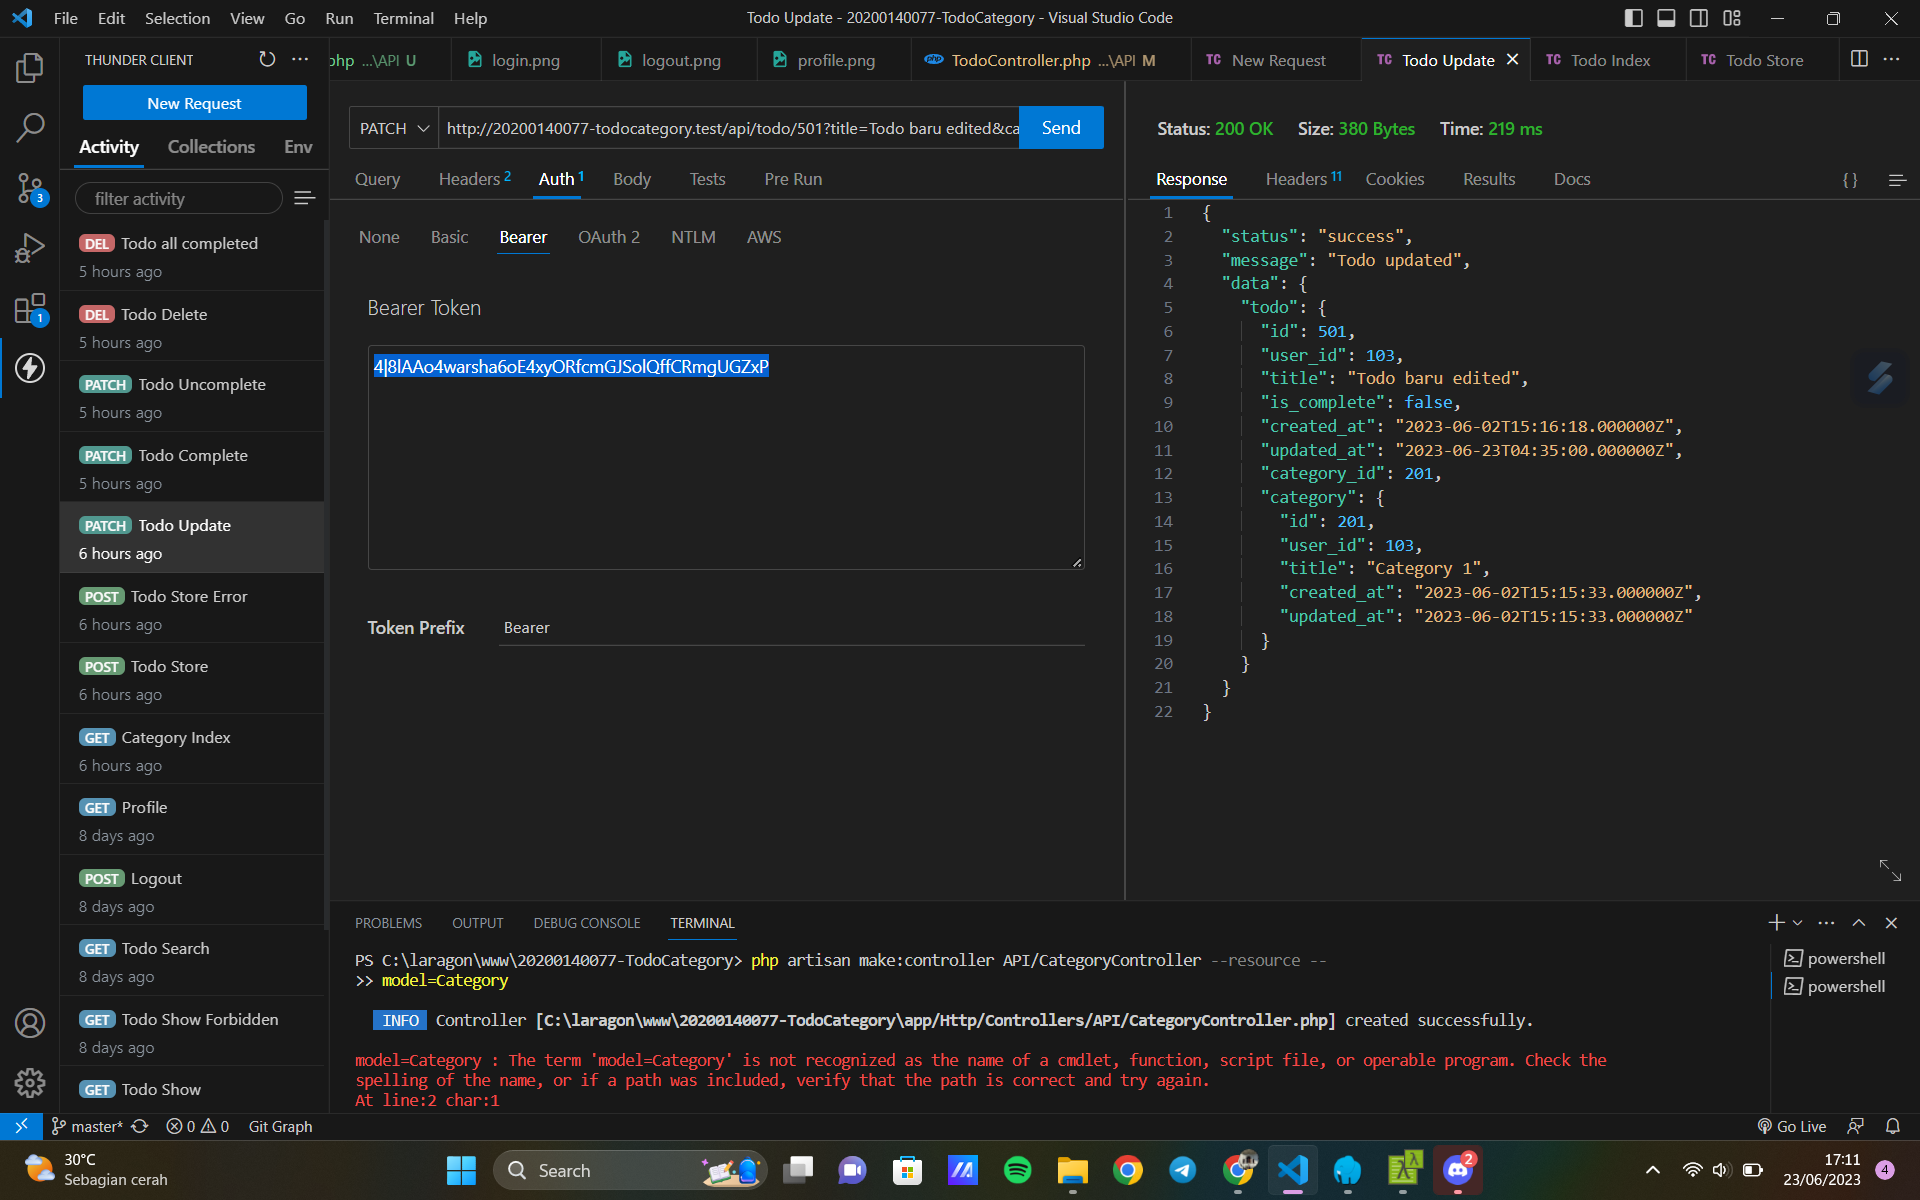 File Edit Selection View Go Run Terminal Help
Todo Update - 20200140077-TodoCategory - Visual Studio Code
THUNDER CLIENT
New Request
Activity Collections Env
filter activity
DEL Todo all completed
5 hours ago
DEL Todo Delete
5 hours ago
PATCH Todo Uncomplete
5 hours ago
PATCH Todo Complete
5 hours ago
PATCH Todo Update
6 hours ago
POST Todo Store Error
6 hours ago
POST Todo Store
6 hours ago
GET Category Index
6 hours ago
GET Profile
8 days ago
POST Logout
8 days ago
GET Todo Search
8 days ago
GET Todo Show Forbidden
8 days ago
GET Todo Show
3
1
php ...\API U login.png logout.png profile.png TodoController.php ...\API M TC New Request TC Todo Update TC Todo Index TC Todo Store
PATCH http://20200140077-todocategory.test/api/todo/501?title=Todo baru edited&ca Send
Query Headers 2 Auth 1 Body Tests Pre Run
None Basic Bearer OAuth 2 NTLM AWS
Bearer Token
4|8lAAo4warsha6oE4xyORfcmGJSolQffCRmgUGZxP
Token Prefix Bearer
Status: 200 OK Size: 380 Bytes Time: 219 ms
Response Headers 11 Cookies Results Docs { }
1 {
2 "status": "success",
3 "message": "Todo updated",
4 "data": {
5 "todo": {
6 "id": 501,
7 "user_id": 103,
8 "title": "Todo baru edited",
9 "is_complete": false,
10 "created_at": "2023-06-02T15:16:18.000000Z",
11 "updated_at": "2023-06-23T04:35:00.000000Z",
12 "category_id": 201,
13 "category": {
14 "id": 201,
15 "user_id": 103,
16 "title": "Category 1",
17 "created_at": "2023-06-02T15:15:33.000000Z",
18 "updated_at": "2023-06-02T15:15:33.000000Z"
19 }
20 }
21 }
22 }
PROBLEMS OUTPUT DEBUG CONSOLE TERMINAL
PS C:\laragon\www\20200140077-TodoCategory> php artisan make:controller API/CategoryController --resource --
>> model=Category
INFO Controller [C:\laragon\www\20200140077-TodoCategory\app/Http/Controllers/API/CategoryController.php] created successfully.
model=Category : The term 'model=Category' is not recognized as the name of a cmdlet, function, script file, or operable program. Check the
spelling of the name, or if a path was included, verify that the path is correct and try again.
At line:2 char:1
powershell
powershell
master* 0 0 Git Graph
Go Live
30°C
Sebagian cerah
Search
2
17:11
23/06/2023
4